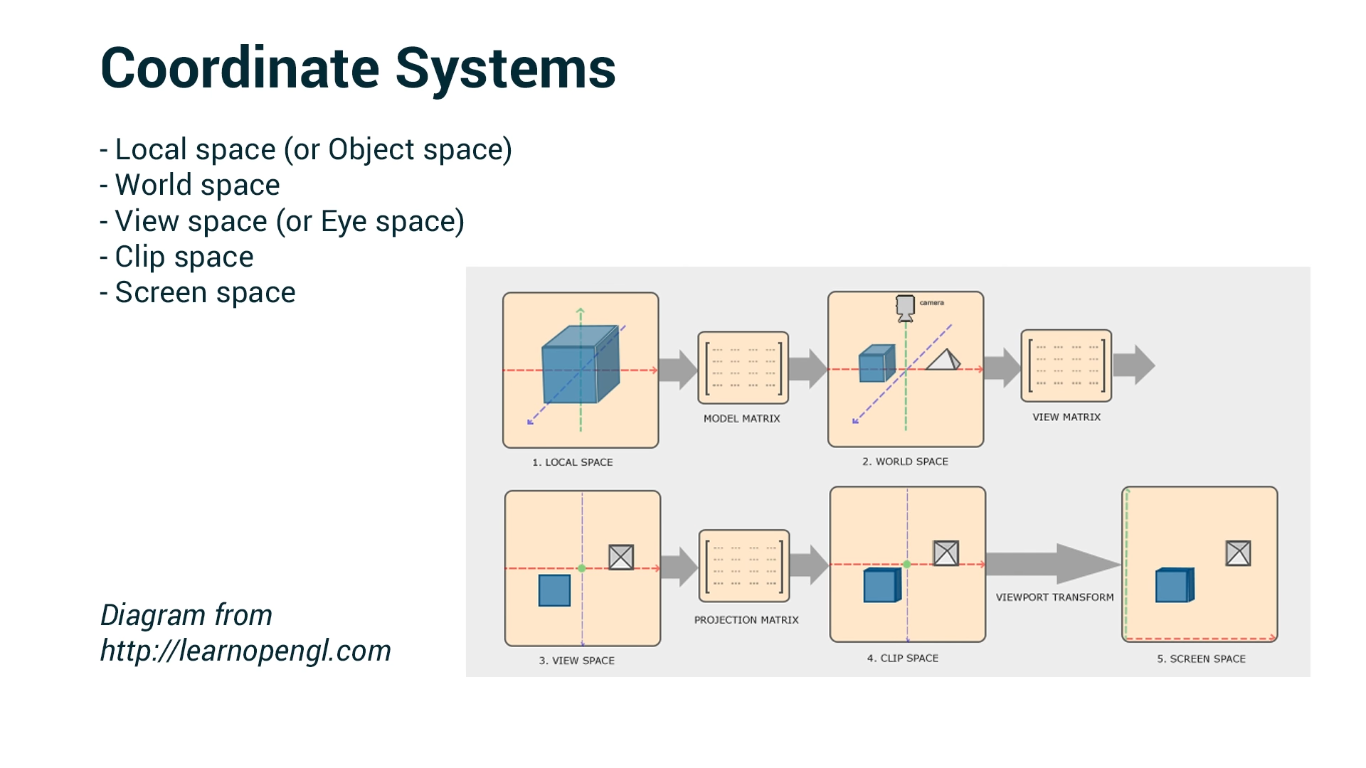 Coordinate Systems
- Local space (or Object space)
- World space
- View space (or Eye space)
- Clip space
- Screen space
camera
MODEL MATRIX
VIEW MATRIX
1. LOCAL SPACE
2. WORLD SPACE
VIEWPORT TRANSFORM
PROJECTION MATRIX
3. VIEW SPACE
4. CLIP SPACE
5. SCREEN SPACE
Diagram from
http://learnopengl.com